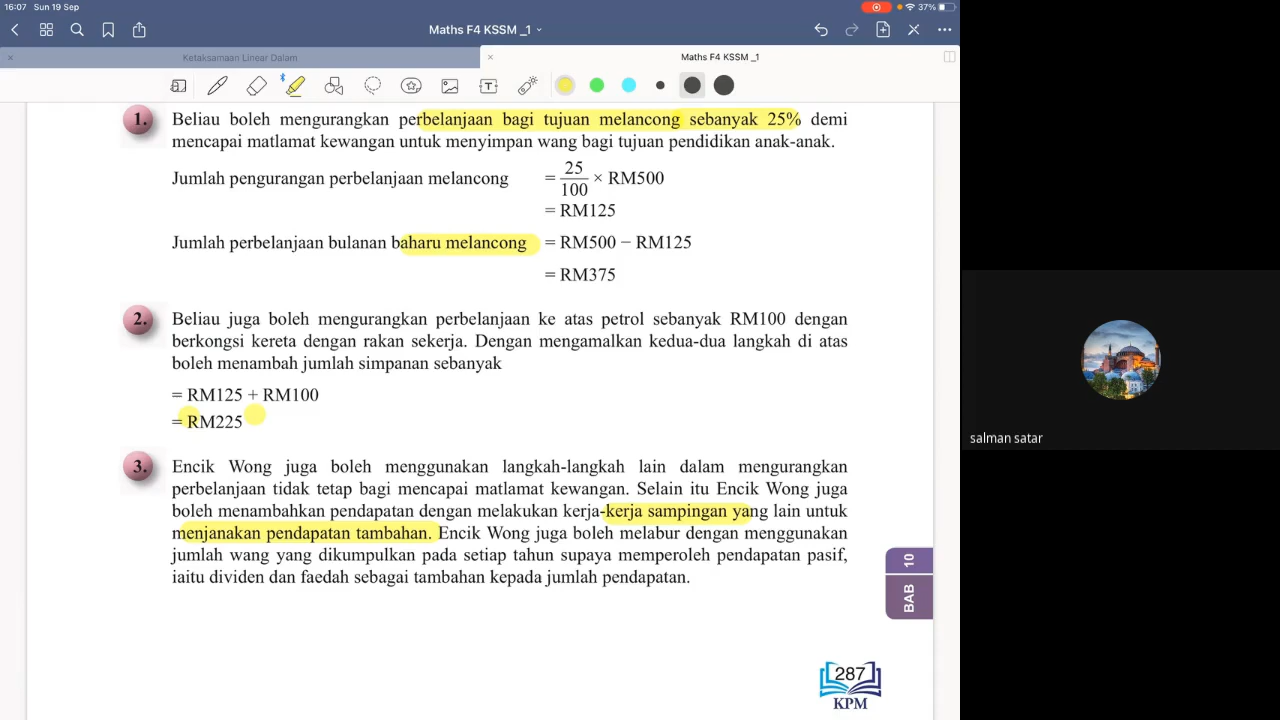 16:07 Sun 19 Sep
37%
Maths F4 KSSM _1
Ketaksamaan Linear Dalam
Maths F4 KSSM _1
1. Beliau boleh mengurangkan perbelanjaan bagi tujuan melancong sebanyak 25% demi
mencapai matlamat kewangan untuk menyimpan wang bagi tujuan pendidikan anak-anak.
Jumlah pengurangan perbelanjaan melancong = 25/100 × RM500
= RM125
Jumlah perbelanjaan bulanan baharu melancong = RM500 − RM125
= RM375
2. Beliau juga boleh mengurangkan perbelanjaan ke atas petrol sebanyak RM100 dengan
berkongsi kereta dengan rakan sekerja. Dengan mengamalkan kedua-dua langkah di atas
boleh menambah jumlah simpanan sebanyak
= RM125 + RM100
= RM225
3. Encik Wong juga boleh menggunakan langkah-langkah lain dalam mengurangkan
perbelanjaan tidak tetap bagi mencapai matlamat kewangan. Selain itu Encik Wong juga
boleh menambahkan pendapatan dengan melakukan kerja-kerja sampingan yang lain untuk
menjanakan pendapatan tambahan. Encik Wong juga boleh melabur dengan menggunakan
jumlah wang yang dikumpulkan pada setiap tahun supaya memperoleh pendapatan pasif,
iaitu dividen dan faedah sebagai tambahan kepada jumlah pendapatan.
BAB 10
287
KPM
salman satar